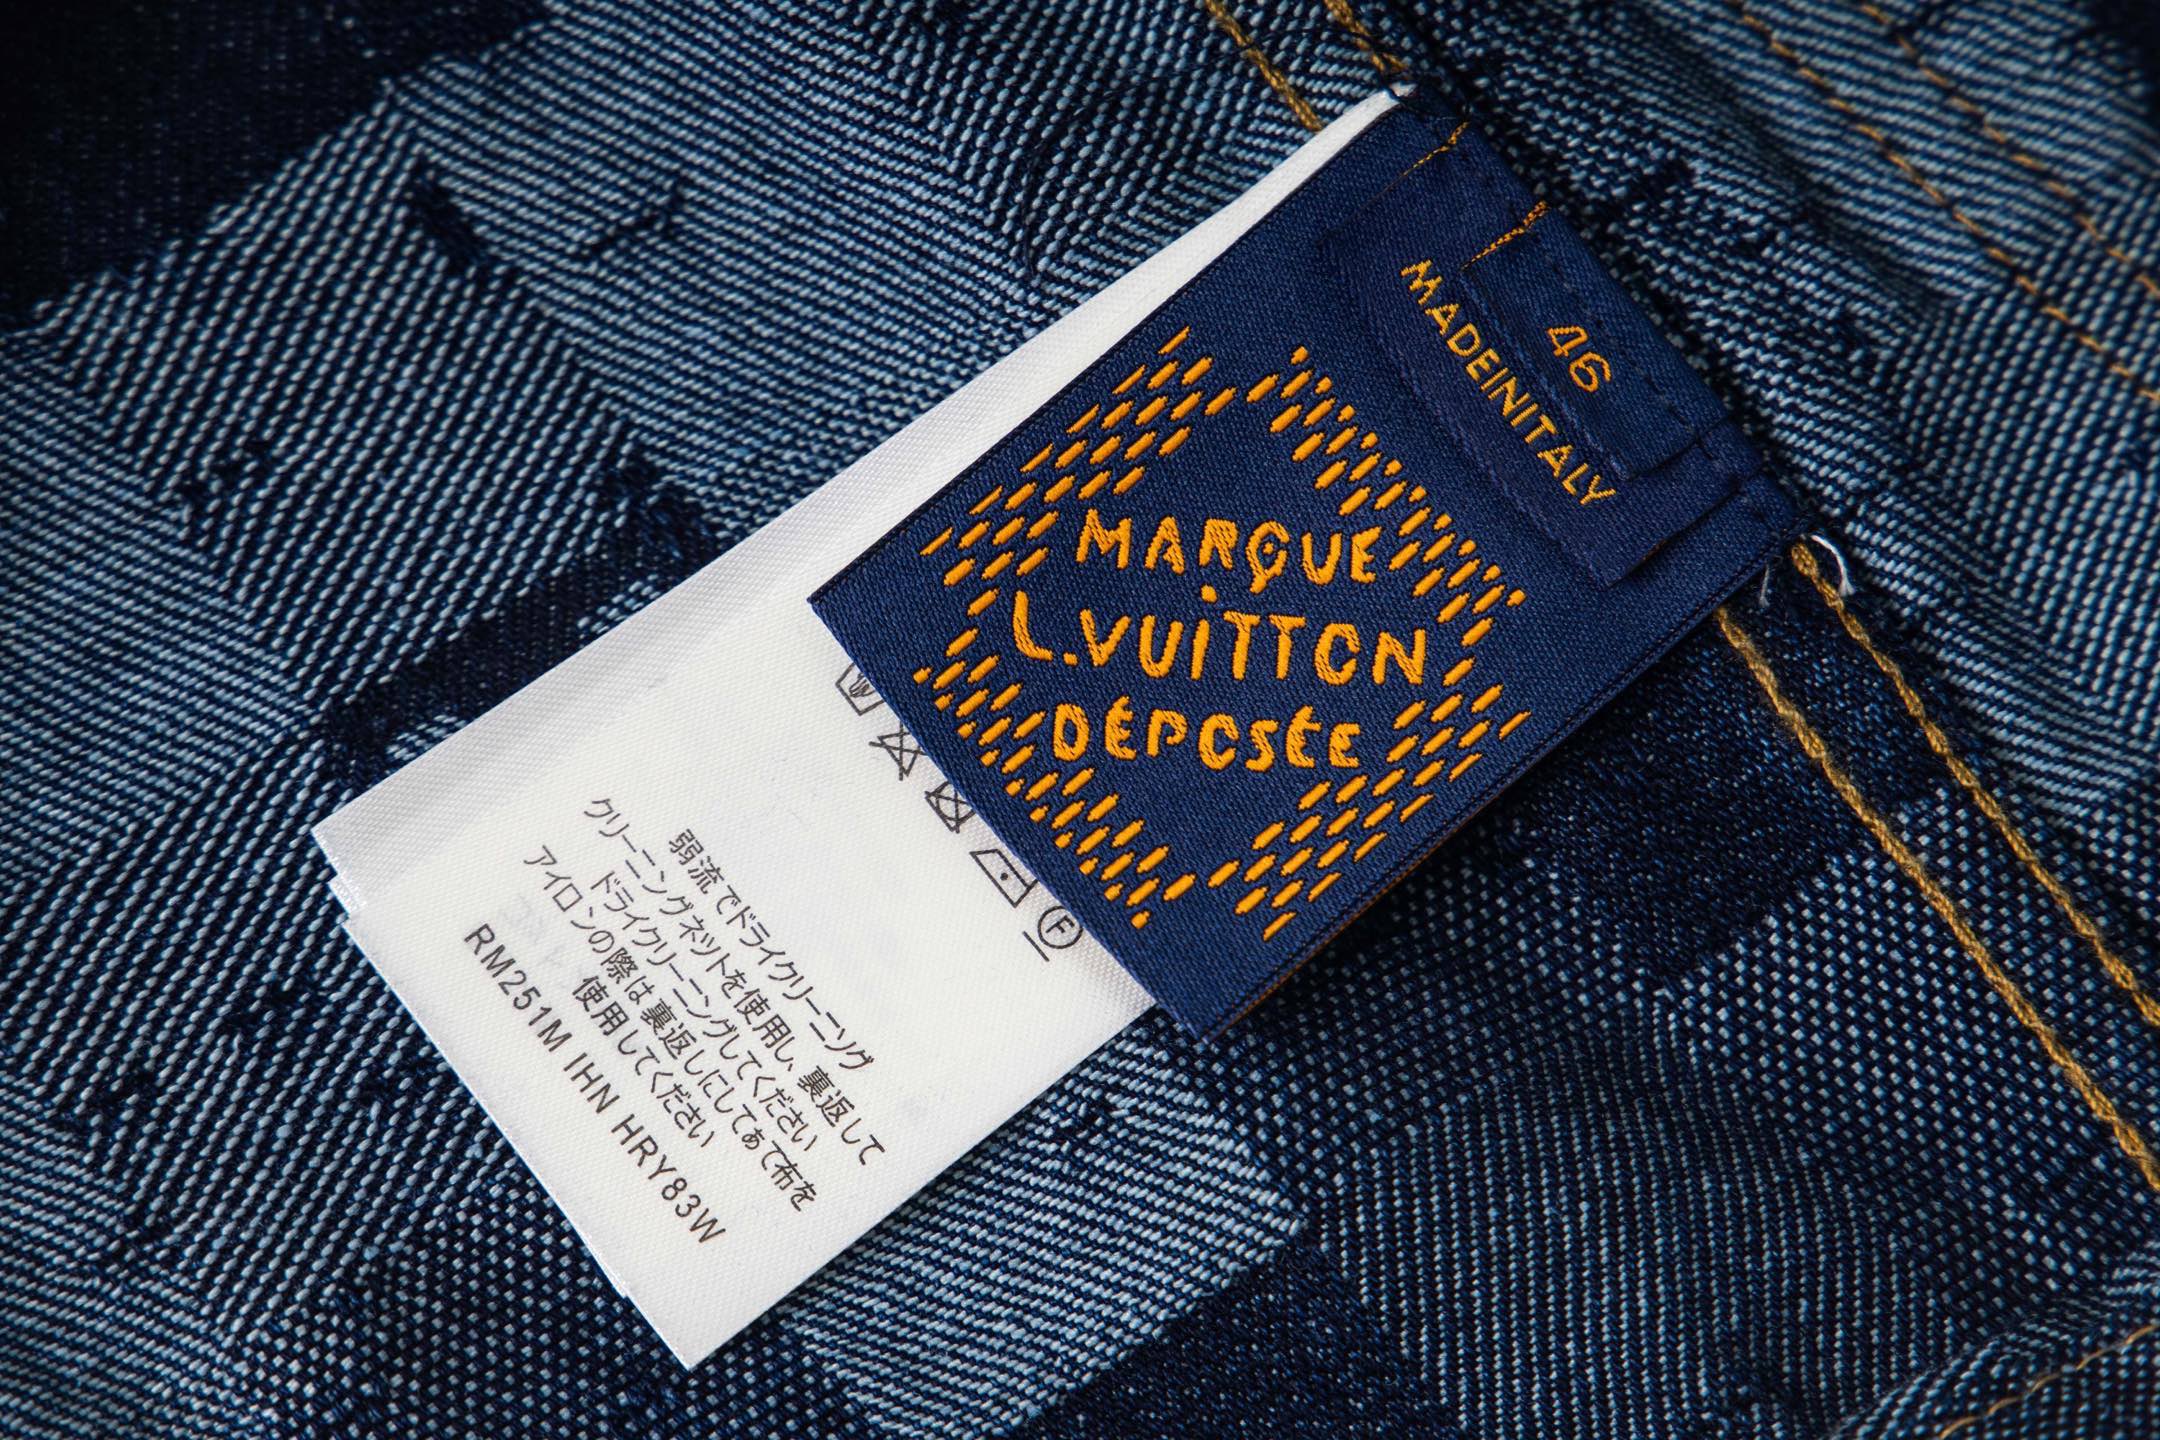 46
MADE IN ITALY
MARQUE
L.VUITTON
DÉPOSÉE
F
弱流でドライクリーニング
クリーニングネットを使用し、裏返して
ドライクリーニングしてください
アイロンの際は裏返しにしてあて布を
使用してください
RM251M IHN HRY83W